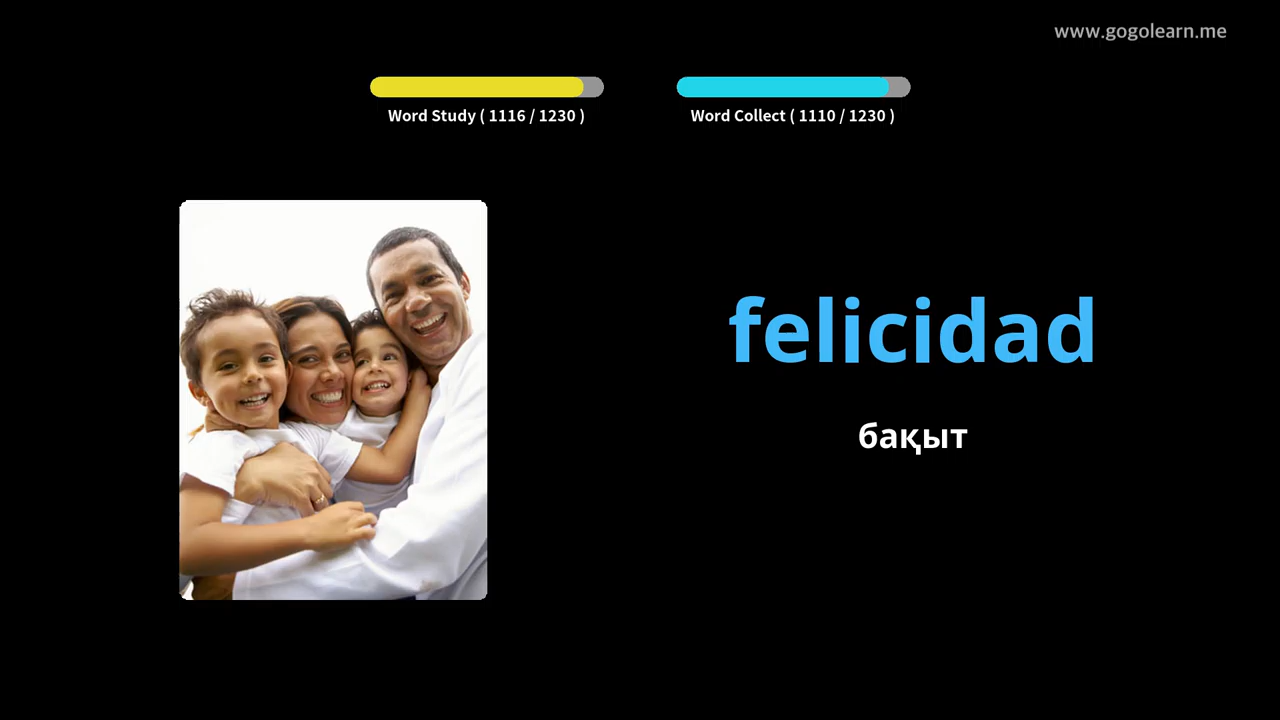 www.gogolearn.me
Word Study ( 1116 / 1230 )
Word Collect ( 1110 / 1230 )
felicidad
бақыт